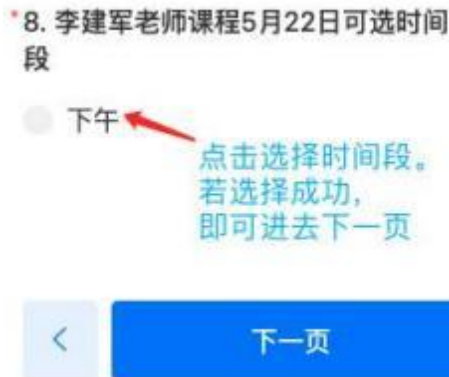 *8. 李建军老师课程5月22日可选时间
段
下午
点击选择时间段。
若选择成功,
即可进去下一页
<
下一页